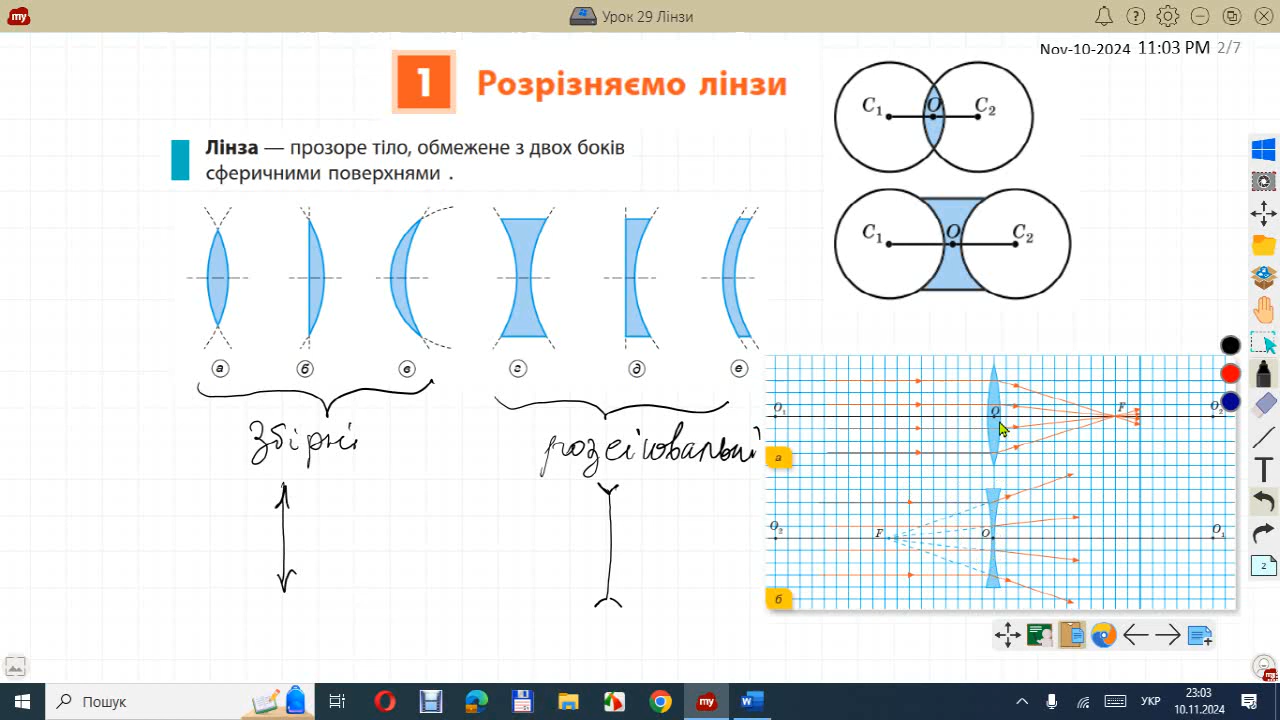 my
Урок 29 Лінзи
Nov-10-2024 11:03 PM 2/7
1 Розрізняємо лінзи
Лінза — прозоре тіло, обмежене з двох боків
сферичними поверхнями .
C1 O C2
C1 O C2
а б в г д е
Збірні
розсіювальні
O1 O F O2
а
O2 F O O1
б
T
2
Пошук
my
W
УКР
23:03
10.11.2024